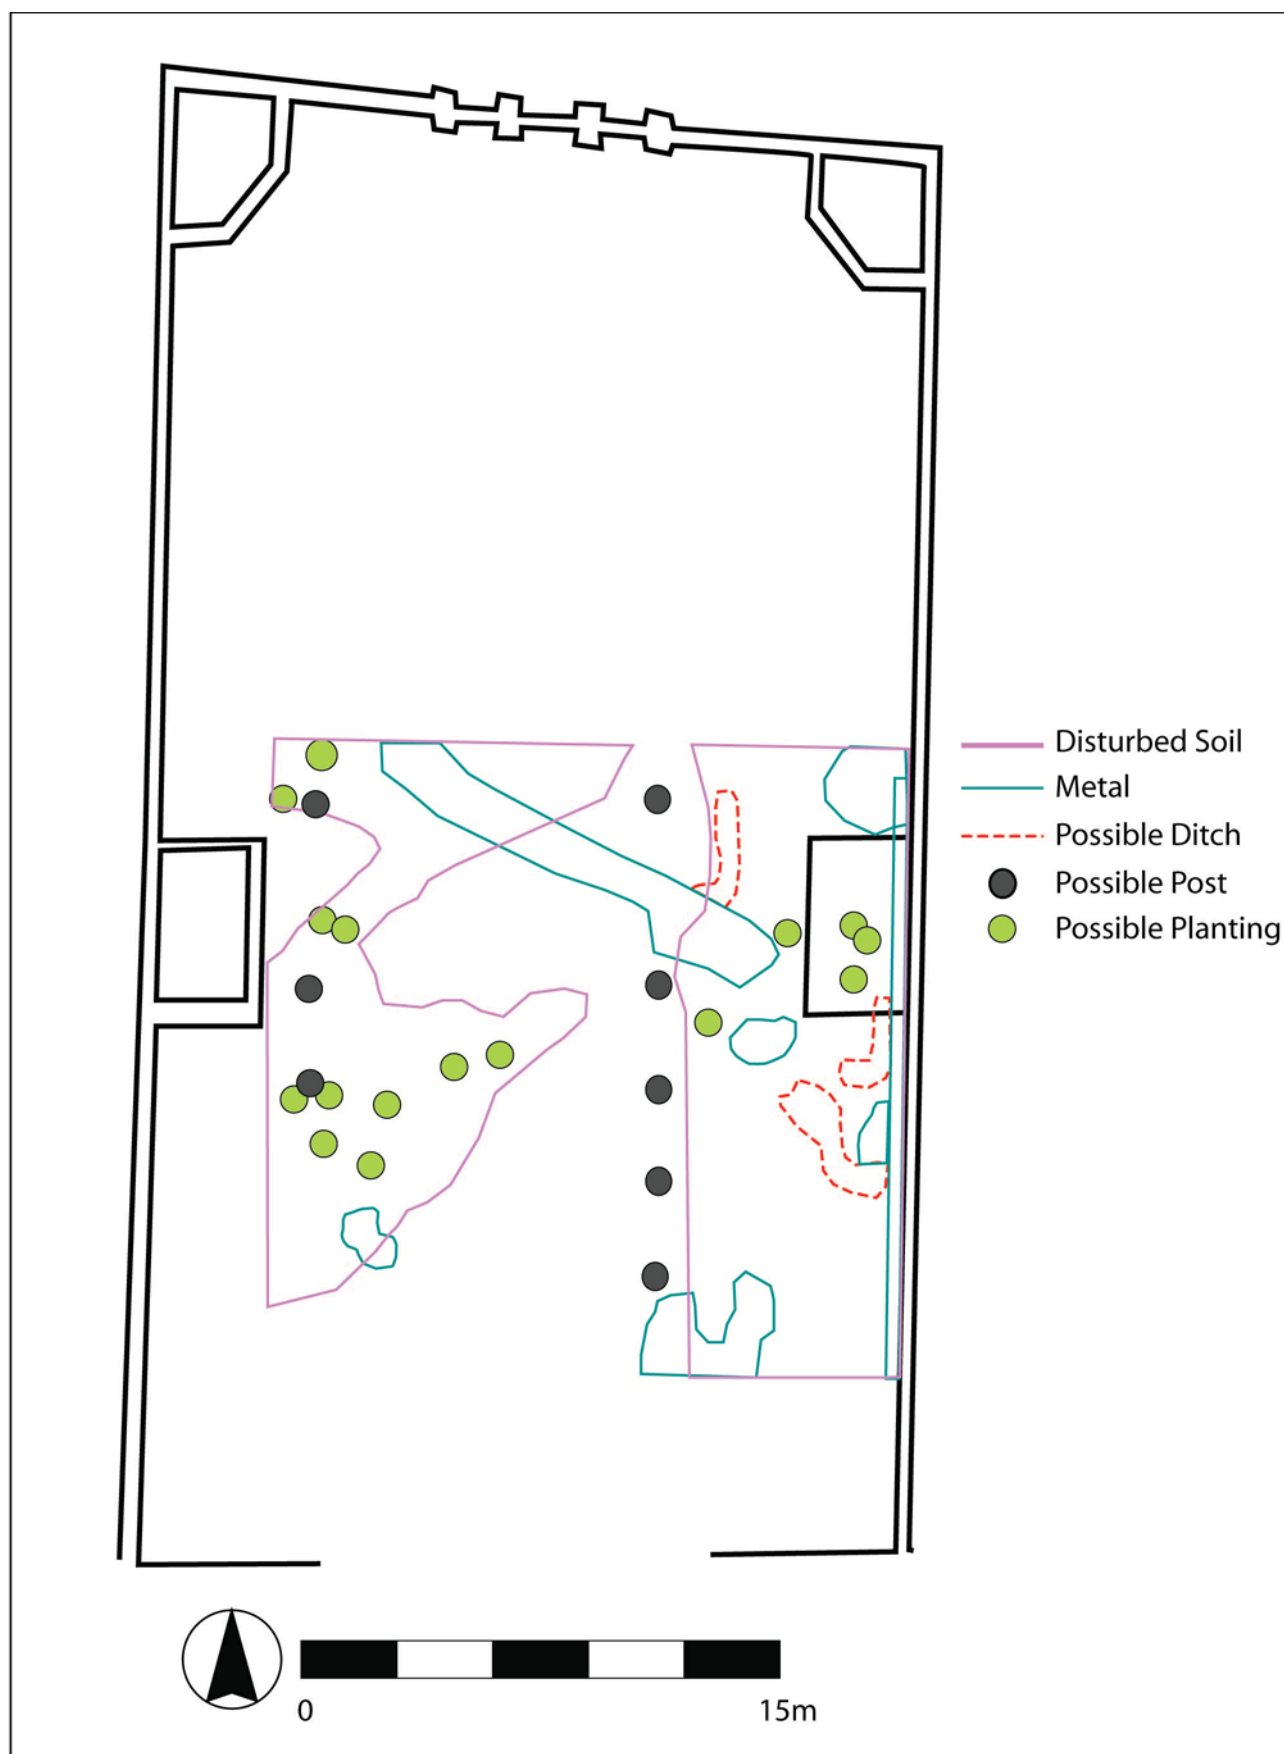 Disturbed Soil
Metal
Possible Ditch
Possible Post
Possible Planting
0 15m